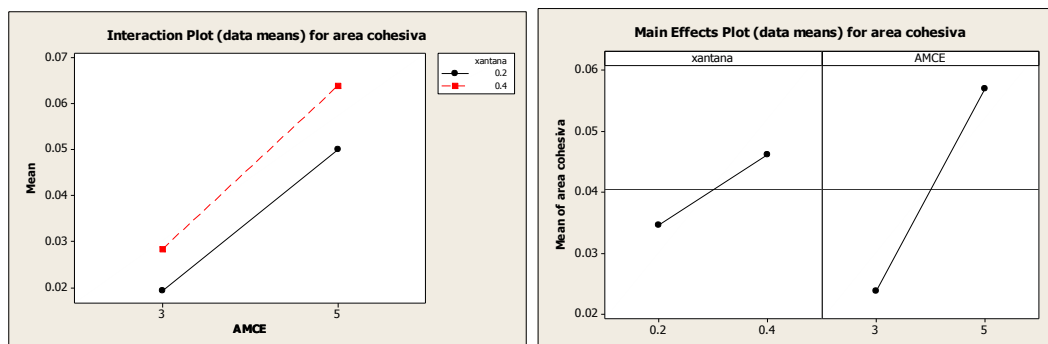 Interaction Plot (data means) for area cohesiva
xantana
0.2
0.4
0.07
0.06
0.05
0.04
0.03
0.02
Mean
3
5
AMCE
Main Effects Plot (data means) for area cohesiva
xantana
AMCE
0.06
0.05
0.04
0.03
0.02
Mean of area cohesiva
0.2
0.4
3
5